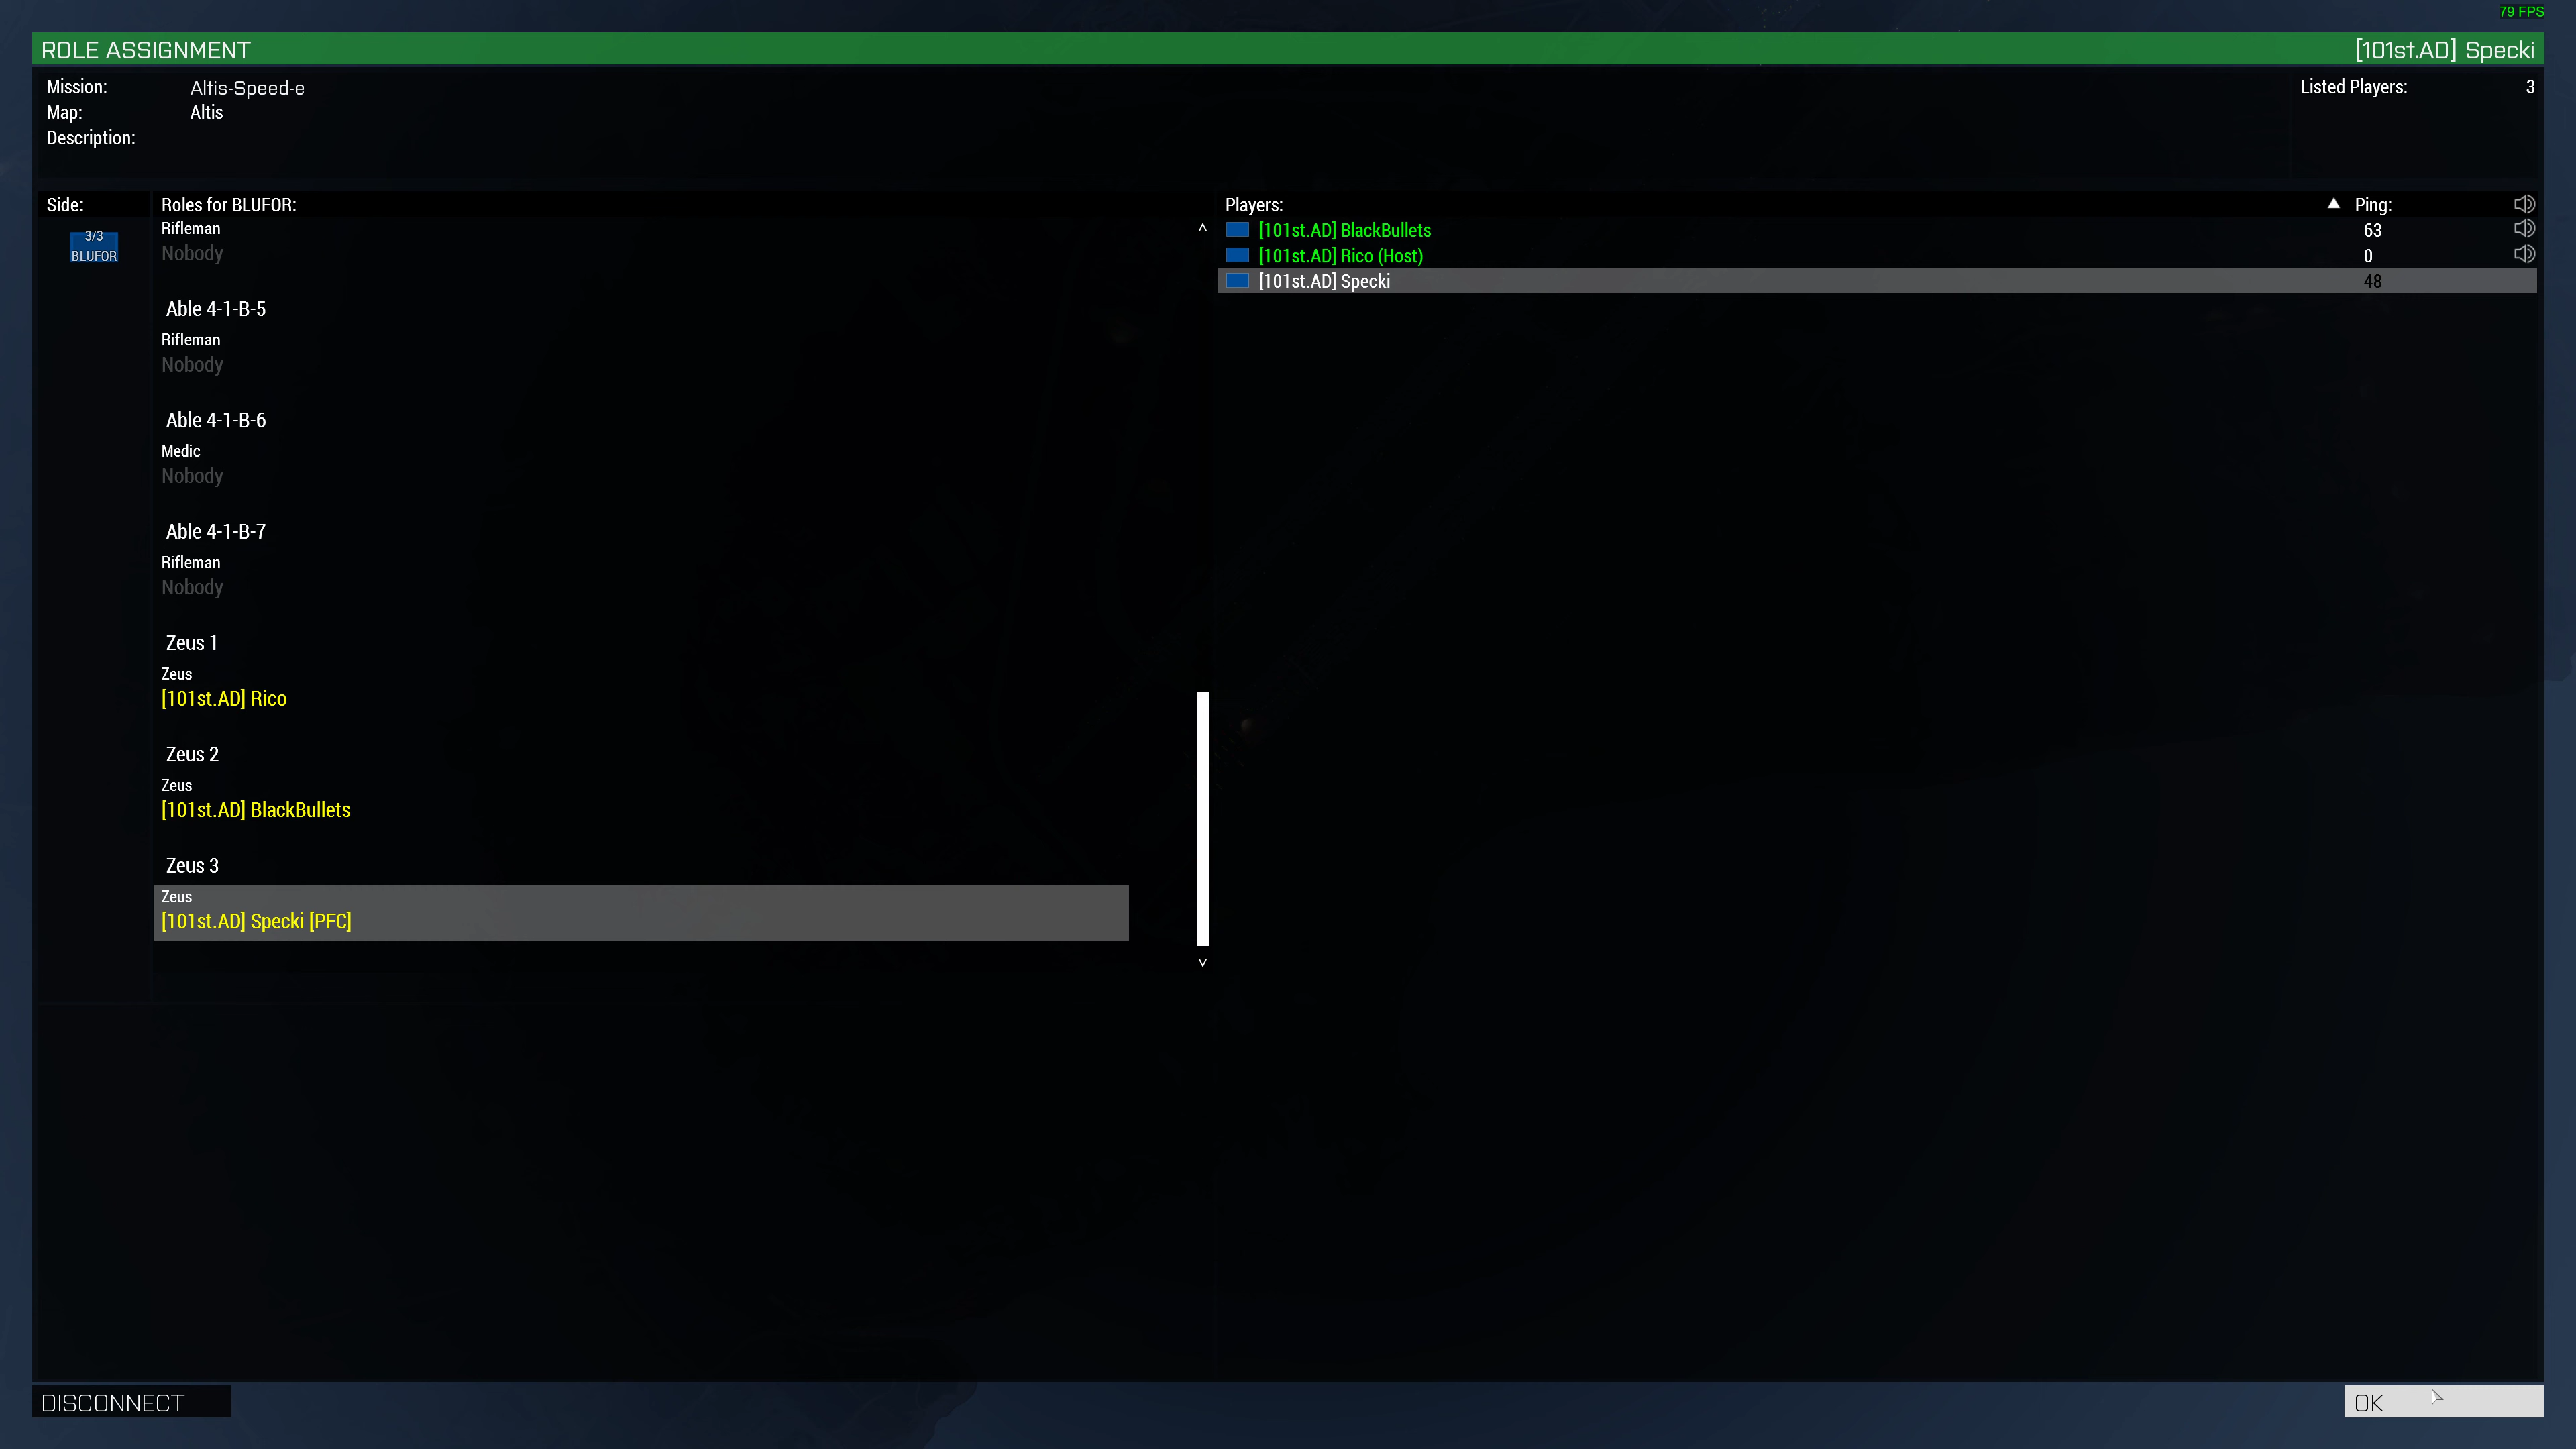 79 FPS
ROLE ASSIGNMENT [101st.AD] Specki
Mission: Altis-Speed-e Listed Players: 3
Map: Altis
Description:
Side: Roles for BLUFOR: Players: Ping:
3/3
BLUFOR
Rifleman
Nobody
Able 4-1-B-5
Rifleman
Nobody
Able 4-1-B-6
Medic
Nobody
Able 4-1-B-7
Rifleman
Nobody
Zeus 1
Zeus
[101st.AD] Rico
Zeus 2
Zeus
[101st.AD] BlackBullets
Zeus 3
Zeus
[101st.AD] Specki [PFC]
[101st.AD] BlackBullets 63
[101st.AD] Rico (Host) 0
[101st.AD] Specki 48
DISCONNECT OK